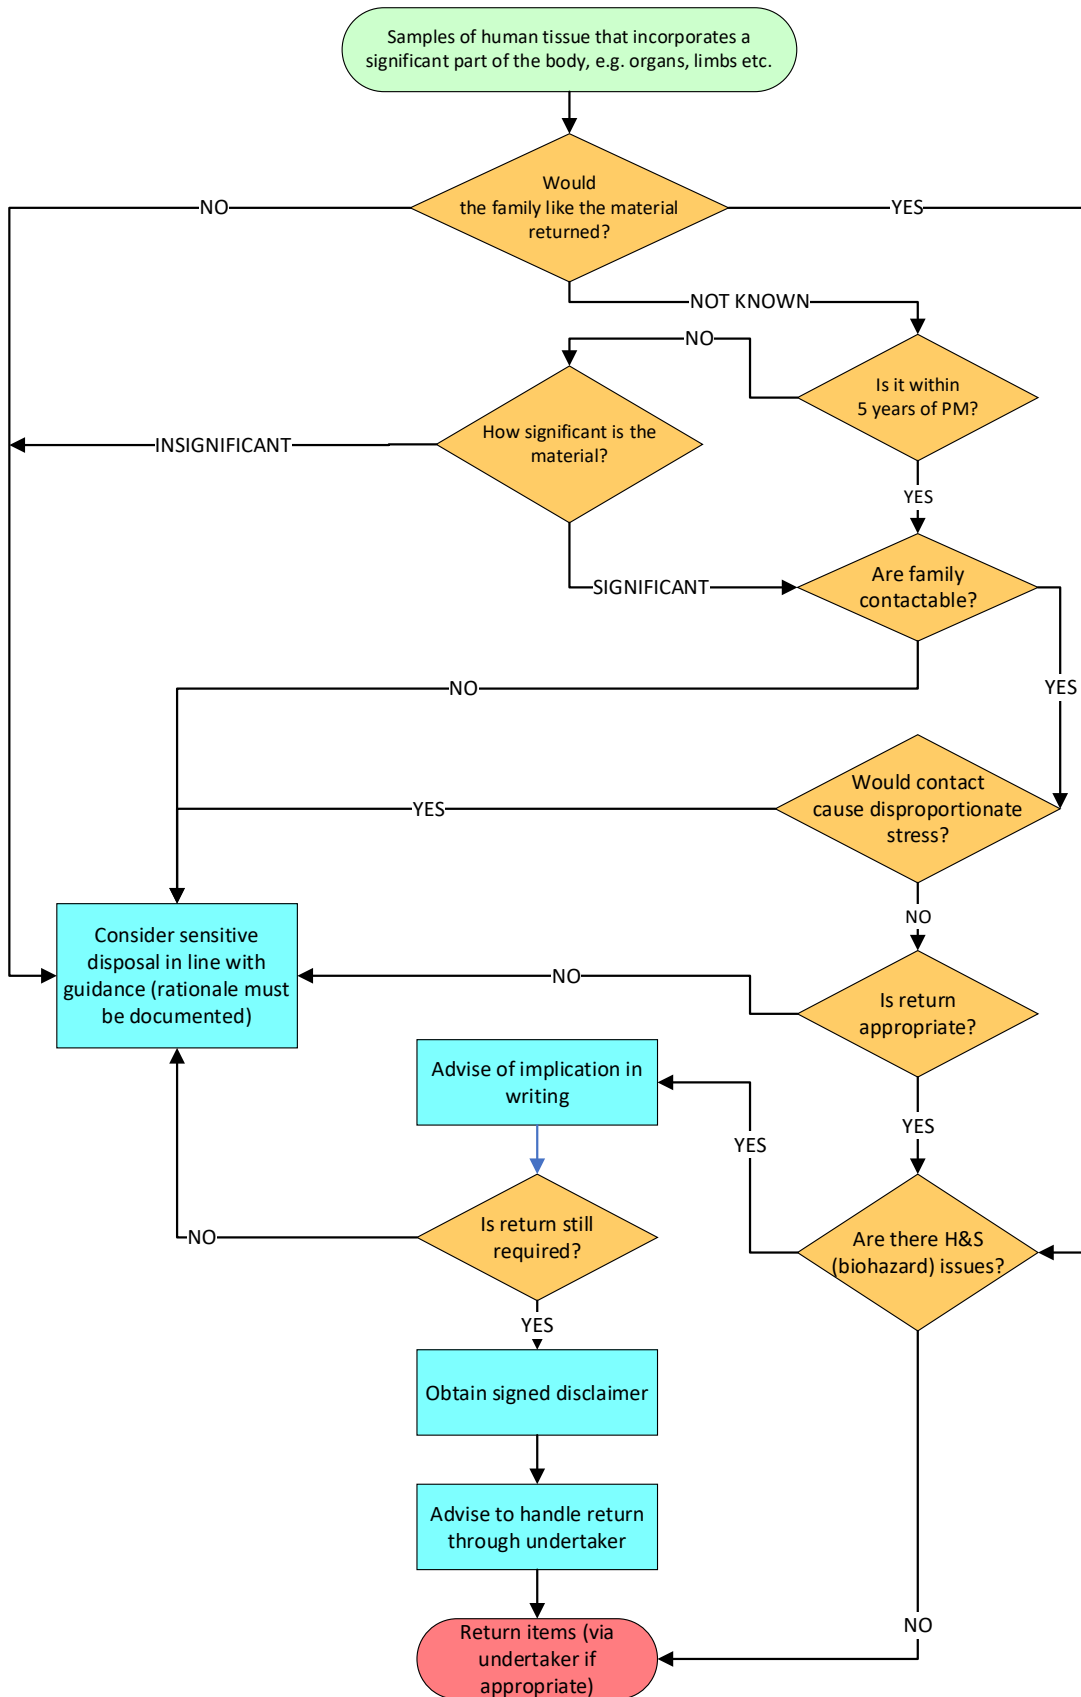 Samples of human tissue that incorporates a
significant part of the body, e.g. organs, limbs etc.
Would
the family like the material
returned?
NO
YES
NOT KNOWN
NO
Is it within
5 years of PM?
How significant is the
material?
INSIGNIFICANT
YES
SIGNIFICANT
Are family
contactable?
NO
YES
Would contact
cause disproportionate
stress?
YES
NO
Consider sensitive
disposal in line with
guidance (rationale must
be documented)
NO
Is return
appropriate?
Advise of implication in
writing
YES
YES
Is return still
required?
NO
Are there H&S
(biohazard) issues?
YES
Obtain signed disclaimer
Advise to handle return
through undertaker
NO
Return items (via
undertaker if
appropriate)